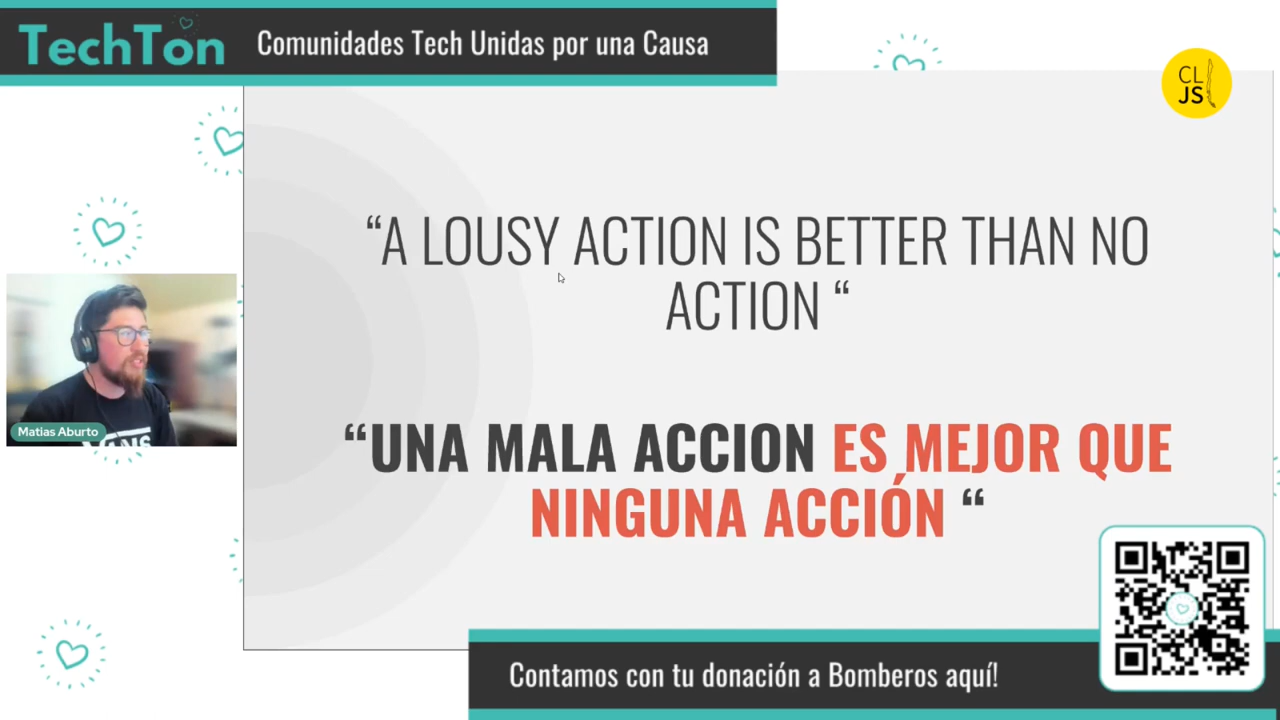 TechTon
Comunidades Tech Unidas por una Causa
CL
JS
“A LOUSY ACTION IS BETTER THAN NO
ACTION “
“UNA MALA ACCION ES MEJOR QUE
NINGUNA ACCIÓN “
Matias Aburto
VANS
Contamos con tu donación a Bomberos aquí!